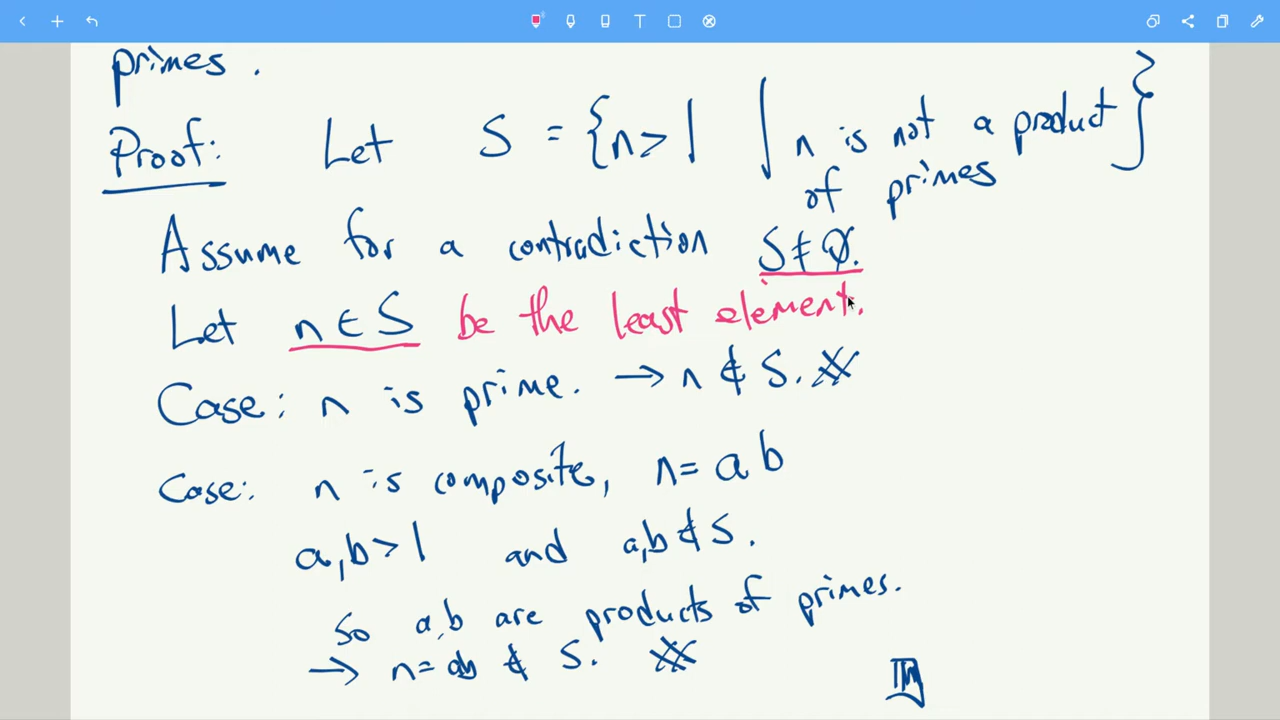 primes.
Proof: Let S = {n>1 | n is not a product
of primes}
Assume for a contradiction S≠∅.
Let n∈S be the least element.
Case: n is prime. → n ∉ S. ※
Case: n is composite, n=ab
a,b>1 and a,b∉S.
So a,b are products of primes.
→ n=ab ∉ S. ※